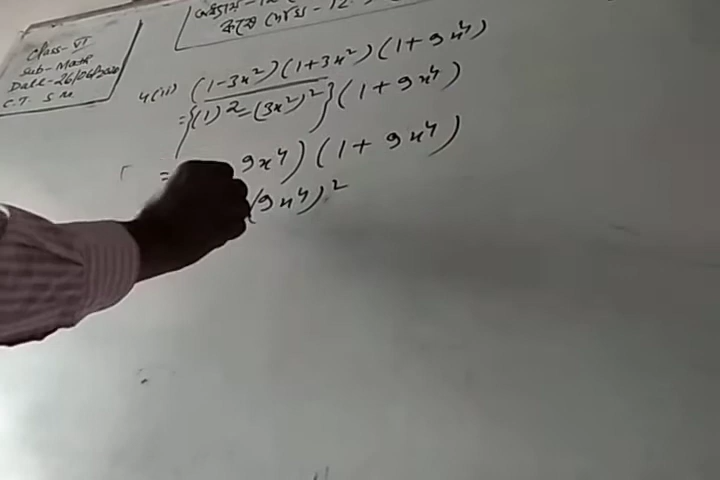 Class-VI
Sub-Math
Date-26/06/2020
C.T. S.M
4(ii) (1-3x²)(1+3x²)(1+9x⁴)
={(1)²-(3x²)²}(1+9x⁴)
= 9x⁴)(1+9x⁴)
(9x⁴)²